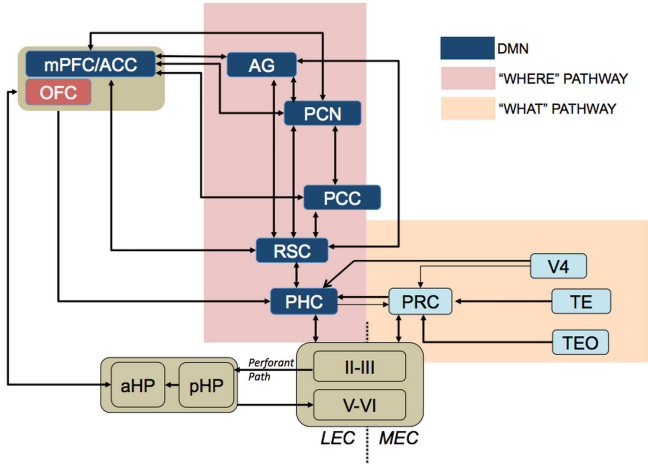 mPFC/ACC
OFC
AG
PCN
PCC
RSC
PHC
DMN
"WHERE" PATHWAY
"WHAT" PATHWAY
V4
PRC
TE
TEO
aHP
pHP
Perforant
Path
II-III
V-VI
LEC
MEC